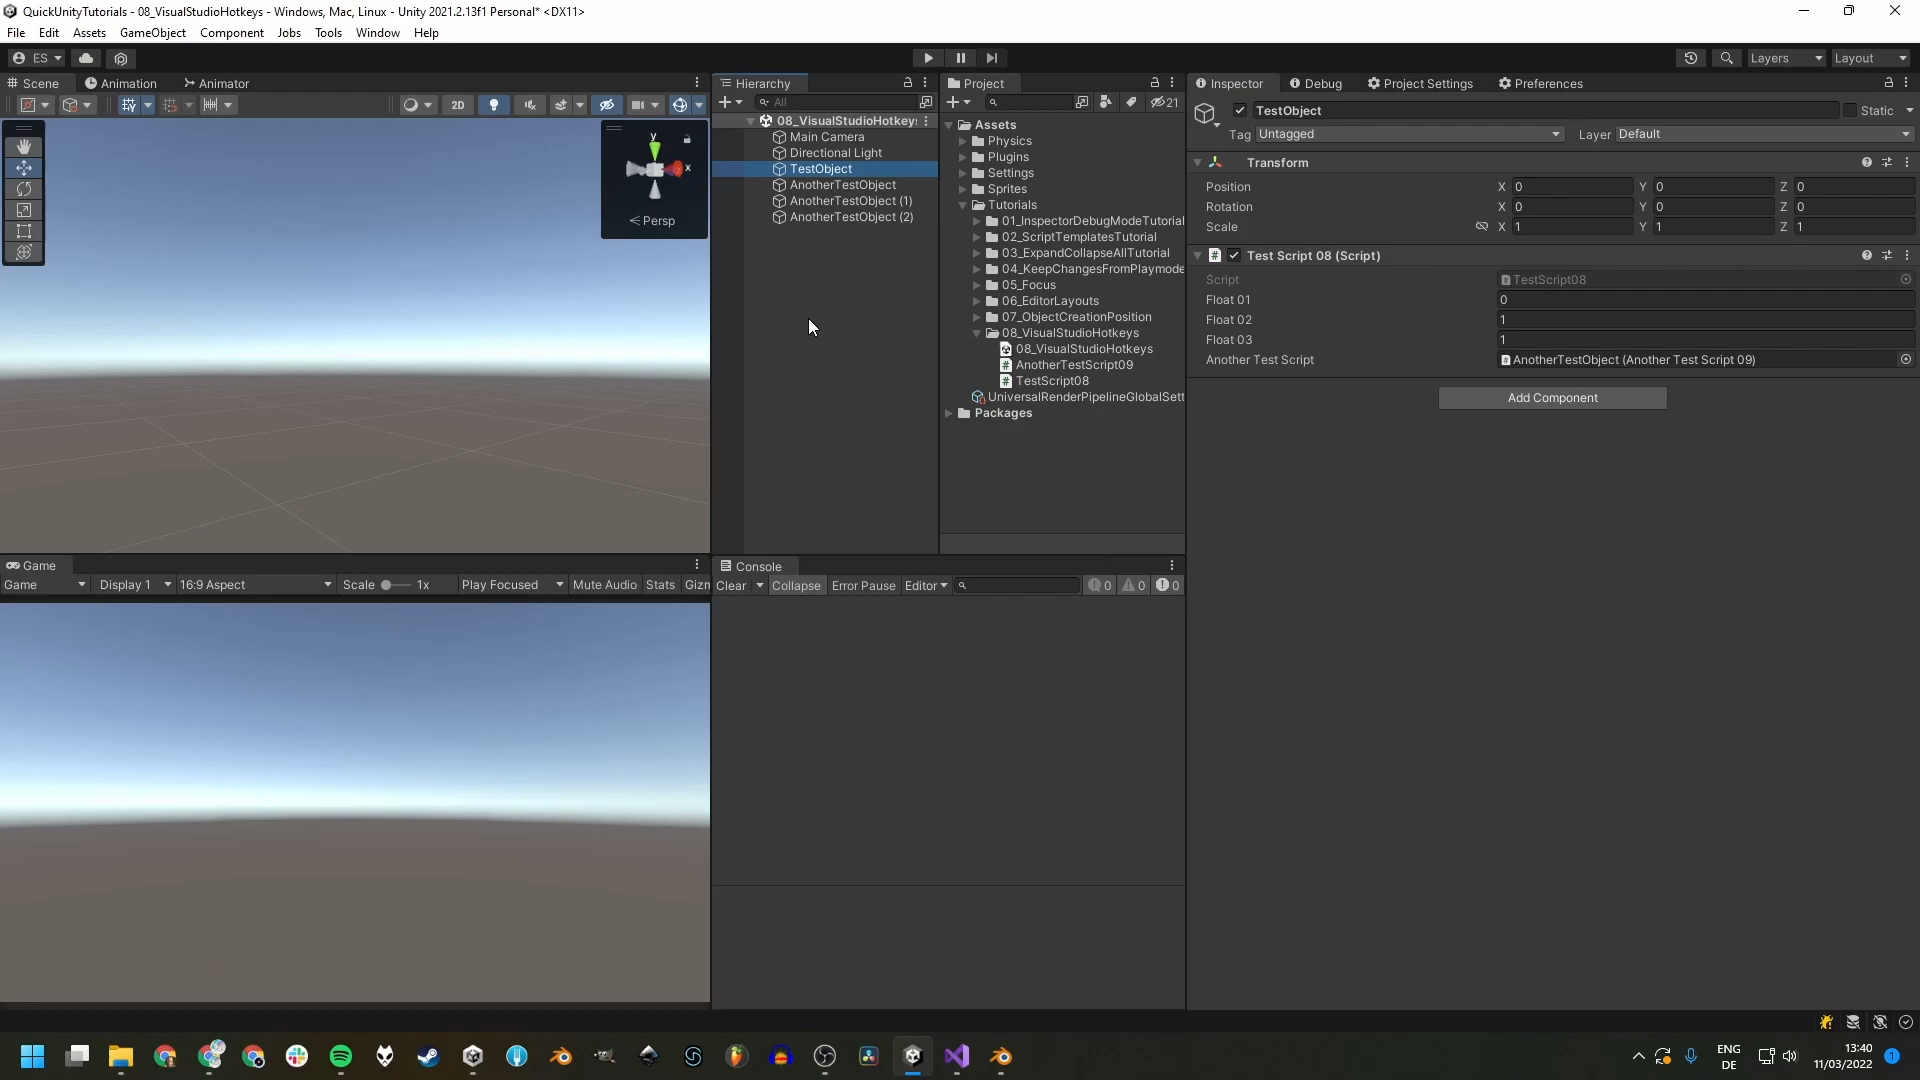 QuickUnityTutorials - 08_VisualStudioHotkeys - Windows, Mac, Linux - Unity 2021.2.13f1 Personal* <DX11>
File Edit Assets GameObject Component Jobs Tools Window Help
ES
Layers
Layout
Scene
Animation
Animator
Hierarchy
Project
Inspector
Debug
Project Settings
Preferences
2D
All
21
TestObject
Static
Tag Untagged
Layer Default
y
x
Persp
08_VisualStudioHotkeys
Main Camera
Directional Light
TestObject
AnotherTestObject
AnotherTestObject (1)
AnotherTestObject (2)
Assets
Physics
Plugins
Settings
Sprites
Tutorials
01_InspectorDebugModeTutorial
02_ScriptTemplatesTutorial
03_ExpandCollapseAllTutorial
04_KeepChangesFromPlaymode
05_Focus
06_EditorLayouts
07_ObjectCreationPosition
08_VisualStudioHotkeys
08_VisualStudioHotkeys
AnotherTestScript09
TestScript08
UniversalRenderPipelineGlobalSett
Packages
Transform
Position X 0 Y 0 Z 0
Rotation X 0 Y 0 Z 0
Scale X 1 Y 1 Z 1
Test Script 08 (Script)
Script TestScript08
Float 01 0
Float 02 1
Float 03 1
Another Test Script AnotherTestObject (Another Test Script 09)
Add Component
Game
Game Display 1 16:9 Aspect Scale 1x Play Focused Mute Audio Stats Gizm
Console
Clear Collapse Error Pause Editor 0 0 0
ENG
DE
13:40
11/03/2022
1